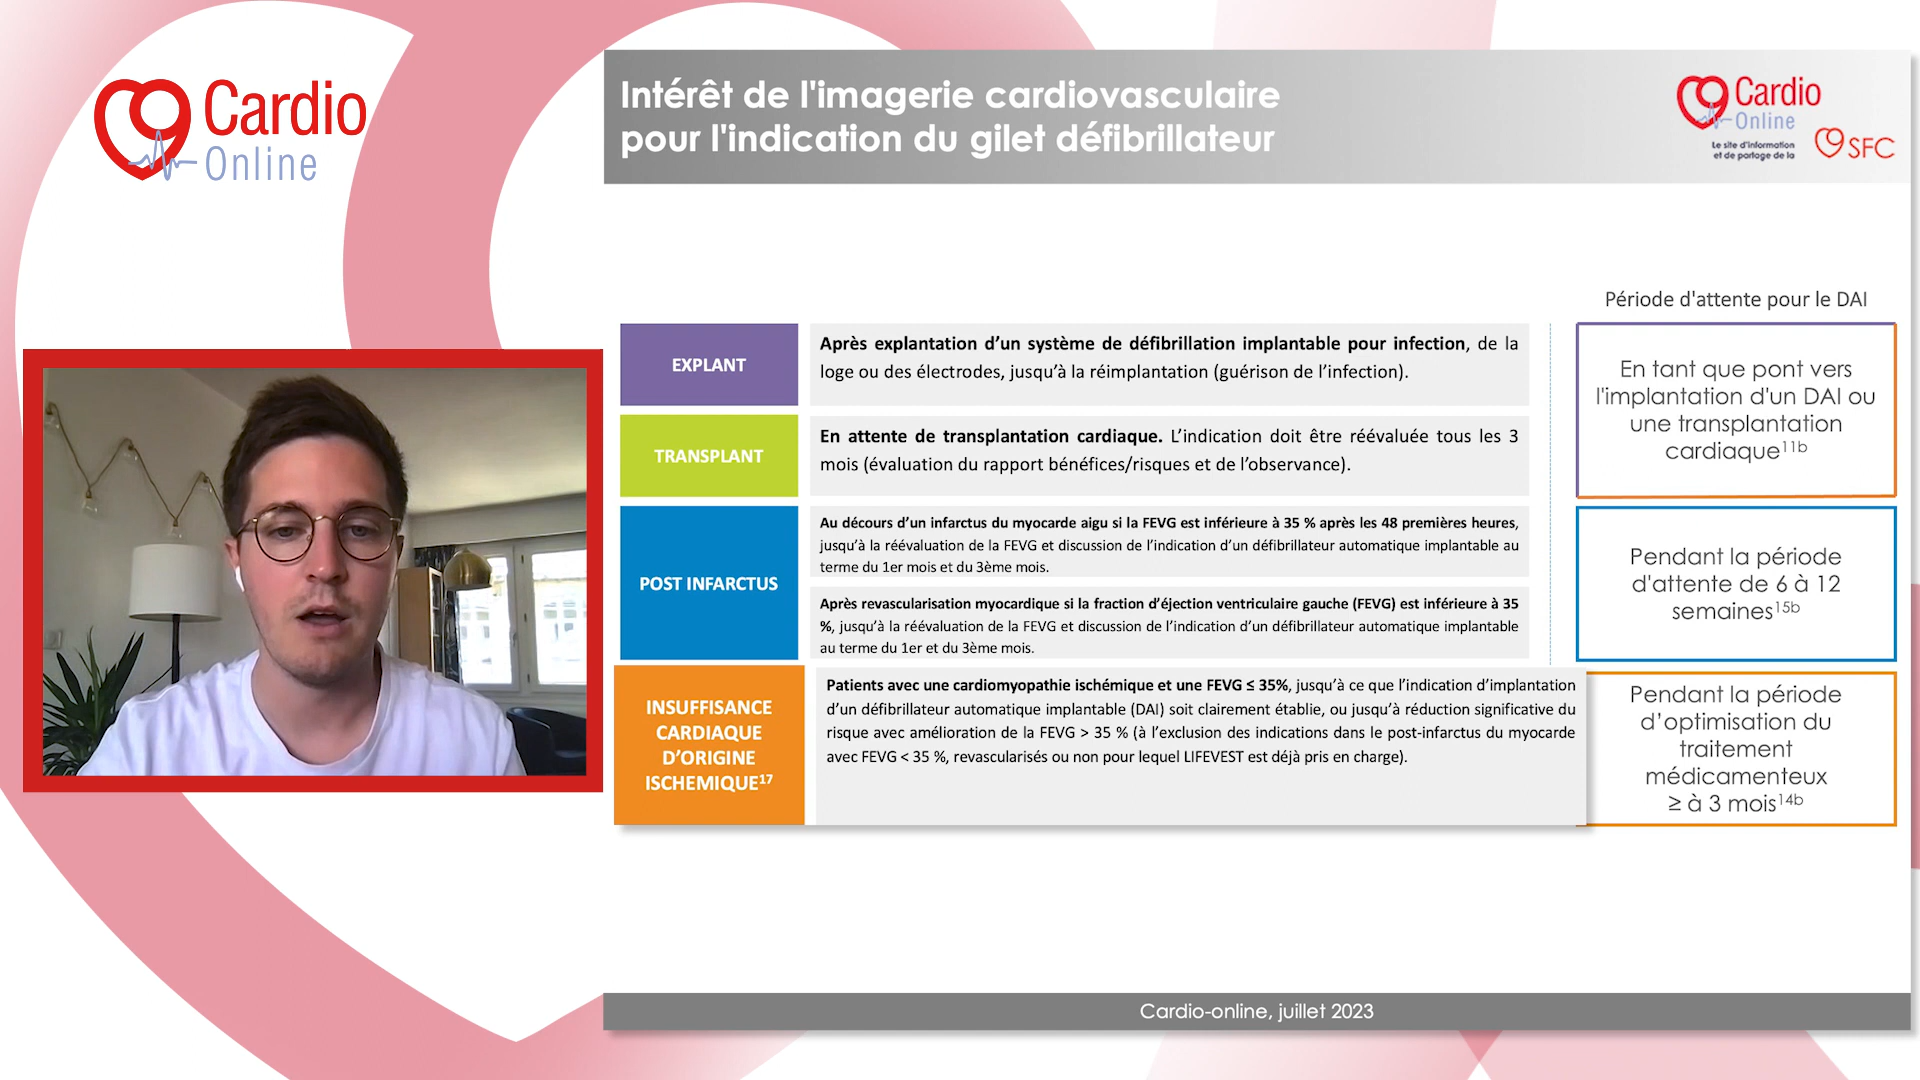 Cardio
Online
Intérêt de l'imagerie cardiovasculaire
pour l'indication du gilet défibrillateur
Cardio
Online
Le site d'information
et de partage de la
SFC
Période d'attente pour le DAI
EXPLANT
Après explantation d’un système de défibrillation implantable pour infection, de la
loge ou des électrodes, jusqu’à la réimplantation (guérison de l’infection).
En tant que pont vers
l'implantation d'un DAI ou
une transplantation
cardiaque11b
TRANSPLANT
En attente de transplantation cardiaque. L’indication doit être réévaluée tous les 3
mois (évaluation du rapport bénéfices/risques et de l’observance).
POST INFARCTUS
Au décours d’un infarctus du myocarde aigu si la FEVG est inférieure à 35 % après les 48 premières heures,
jusqu’à la réévaluation de la FEVG et discussion de l’indication d’un défibrillateur automatique implantable au
terme du 1er mois et du 3ème mois.
Après revascularisation myocardique si la fraction d’éjection ventriculaire gauche (FEVG) est inférieure à 35
%, jusqu’à la réévaluation de la FEVG et discussion de l’indication d’un défibrillateur automatique implantable
au terme du 1er et du 3ème mois.
Pendant la période
d'attente de 6 à 12
semaines15b
INSUFFISANCE
CARDIAQUE
D’ORIGINE
ISCHEMIQUE17
Patients avec une cardiomyopathie ischémique et une FEVG ≤ 35%, jusqu’à ce que l’indication d’implantation
d’un défibrillateur automatique implantable (DAI) soit clairement établie, ou jusqu’à réduction significative du
risque avec amélioration de la FEVG > 35 % (à l’exclusion des indications dans le post-infarctus du myocarde
avec FEVG < 35 %, revascularisés ou non pour lequel LIFEVEST est déjà pris en charge).
Pendant la période
d’optimisation du
traitement
médicamenteux
≥ à 3 mois14b
Cardio-online, juillet 2023